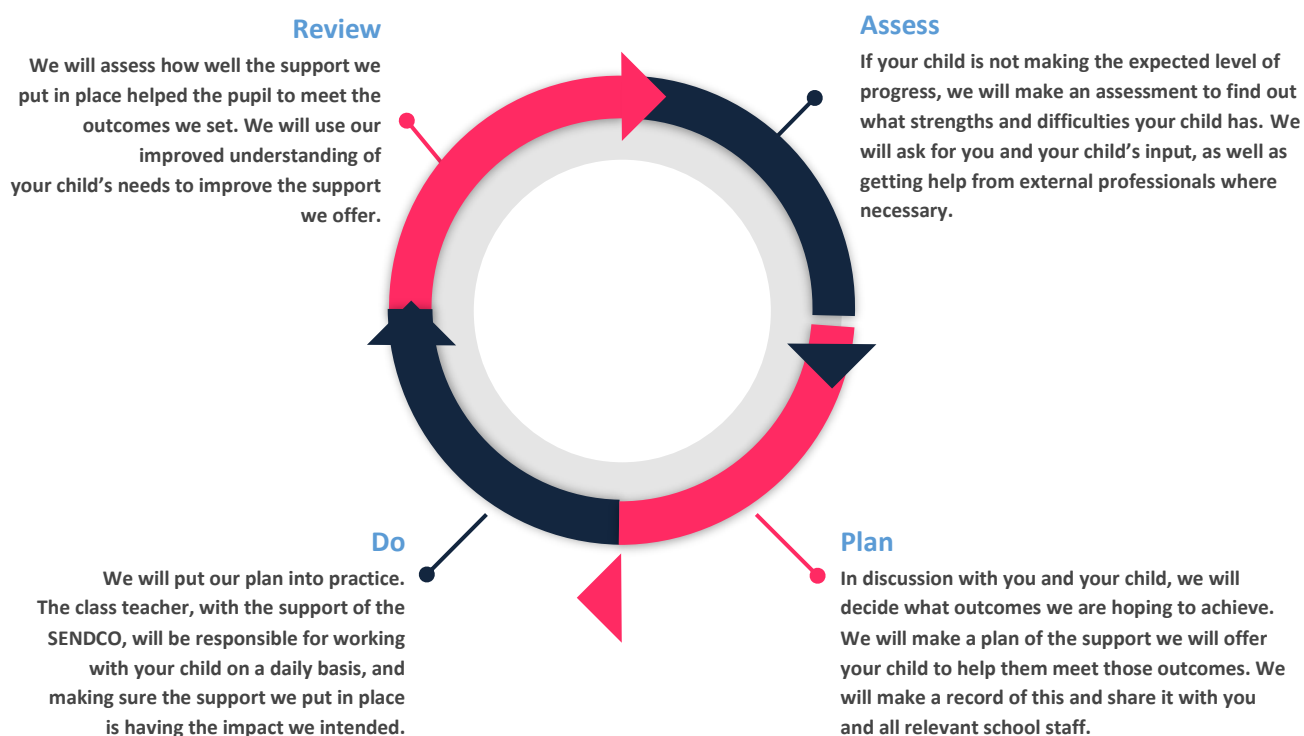 Review
We will assess how well the support we
put in place helped the pupil to meet the
outcomes we set. We will use our
improved understanding of
your child’s needs to improve the support
we offer.
Assess
If your child is not making the expected level of
progress, we will make an assessment to find out
what strengths and difficulties your child has. We
will ask for you and your child’s input, as well as
getting help from external professionals where
necessary.
Do
We will put our plan into practice.
The class teacher, with the support of the
SENDCO, will be responsible for working
with your child on a daily basis, and
making sure the support we put in place
is having the impact we intended.
Plan
In discussion with you and your child, we will
decide what outcomes we are hoping to achieve.
We will make a plan of the support we will offer
your child to help them meet those outcomes. We
will make a record of this and share it with you
and all relevant school staff.